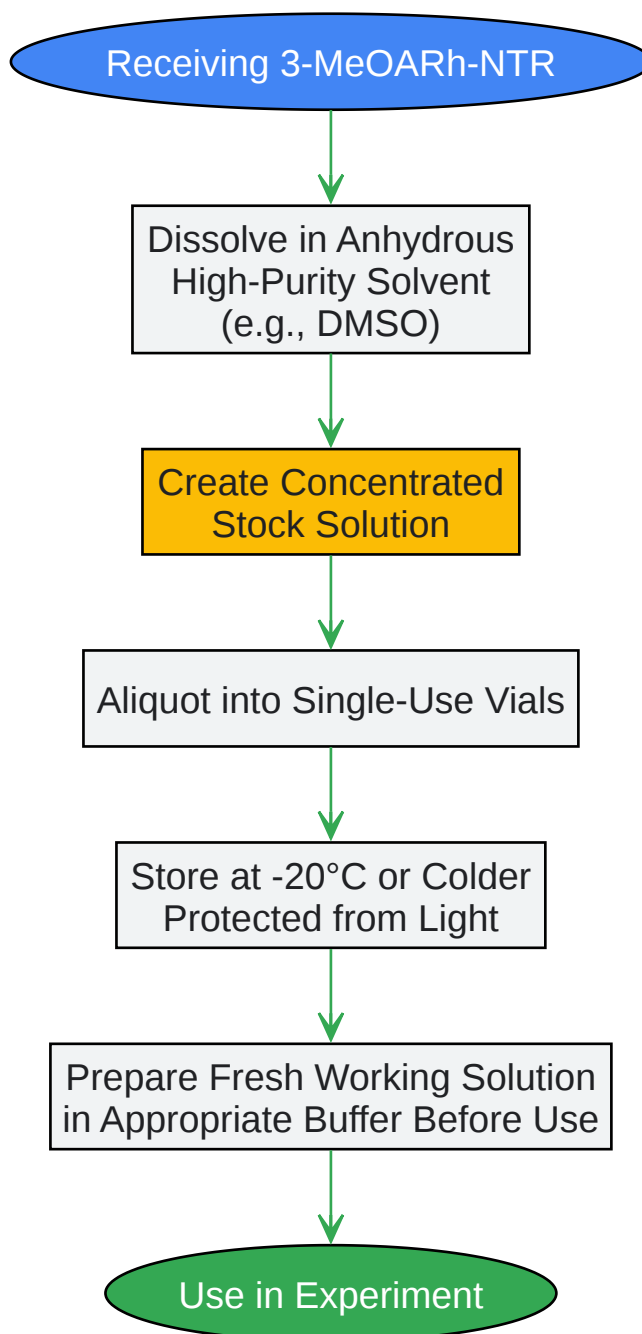 Receiving 3-MeOARh-NTR
Dissolve in Anhydrous
High-Purity Solvent
(e.g., DMSO)
Create Concentrated
Stock Solution
Aliquot into Single-Use Vials
Store at -20°C or Colder
Protected from Light
Prepare Fresh Working Solution
in Appropriate Buffer Before Use
Use in Experiment